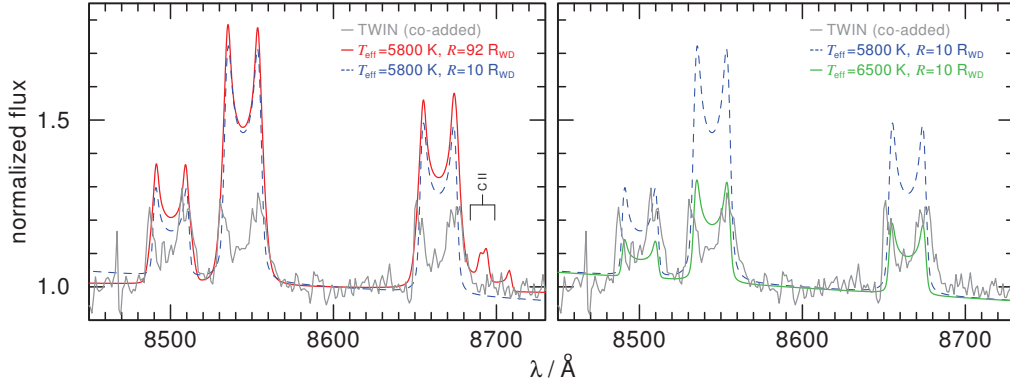 TWIN (co-added)
Teff=5800 K, R=92 RWD
Teff=5800 K, R=10 RWD
TWIN (co-added)
Teff=5800 K, R=10 RWD
Teff=6500 K, R=10 RWD
normalized flux
1.5
1.0
C II
8500
8600
8700
8500
8600
8700
λ / Å